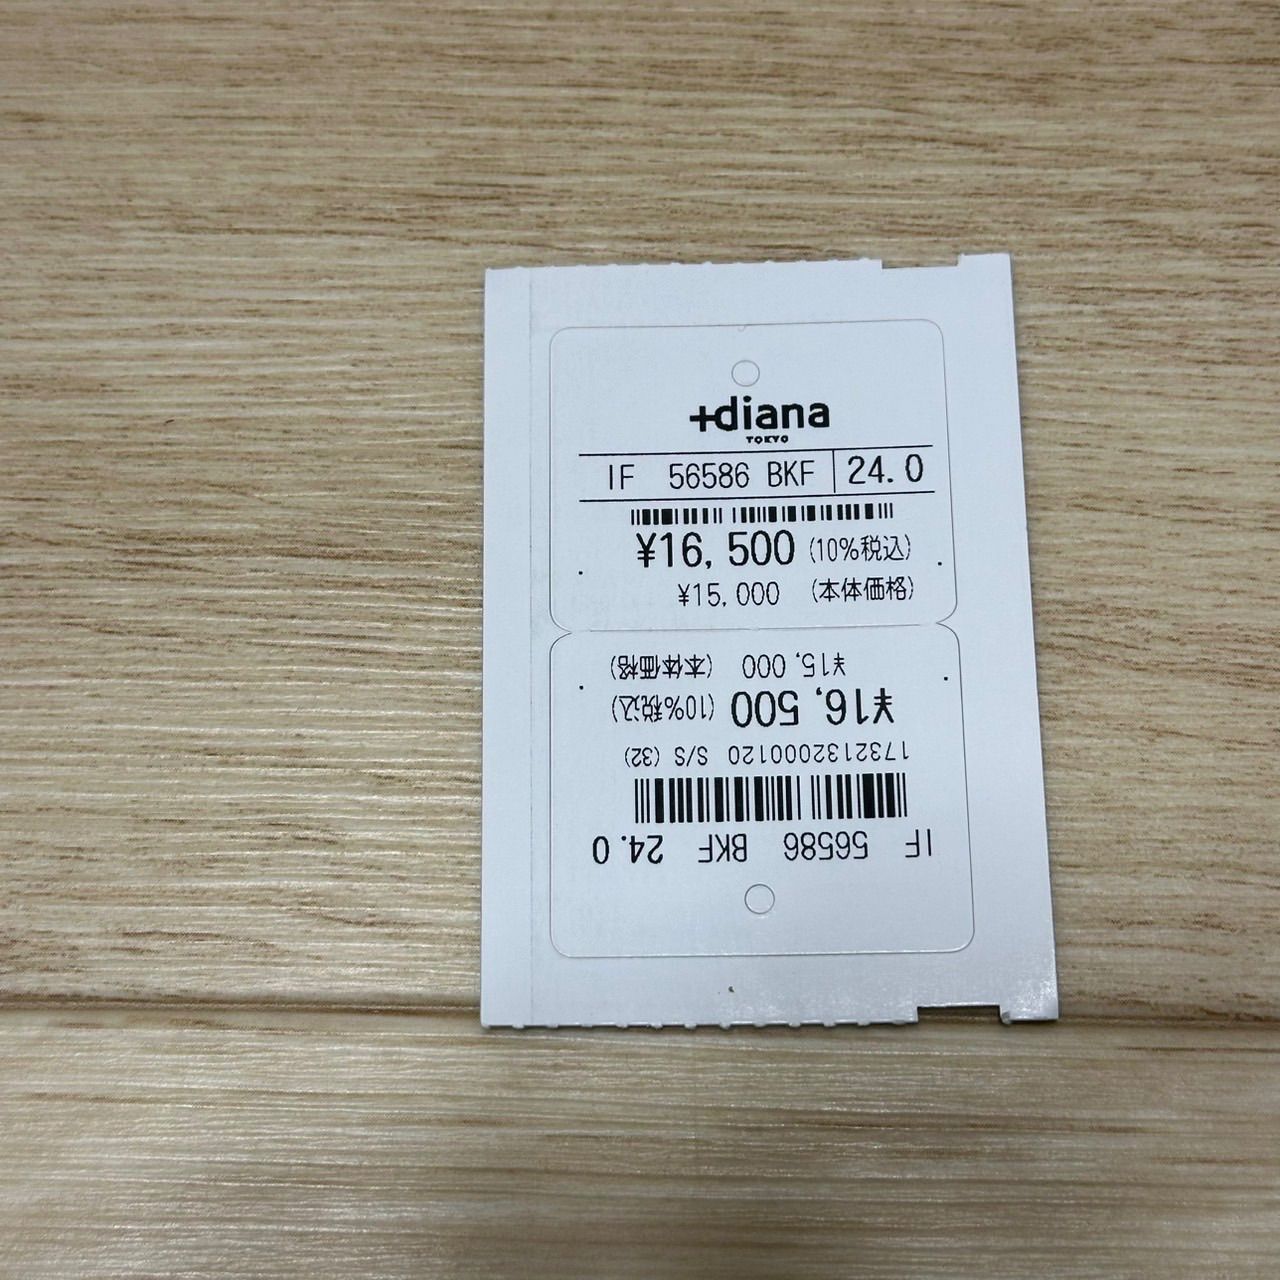 +diana
TOKYO
IF 56586 BKF 24.0
¥16,500 (10%税込)
¥15,000 (本体価格)
IF 56586 BKF 24.0
1732132000120 S/S (32)
¥16,500 (10%税込)
¥15,000 (本体価格)